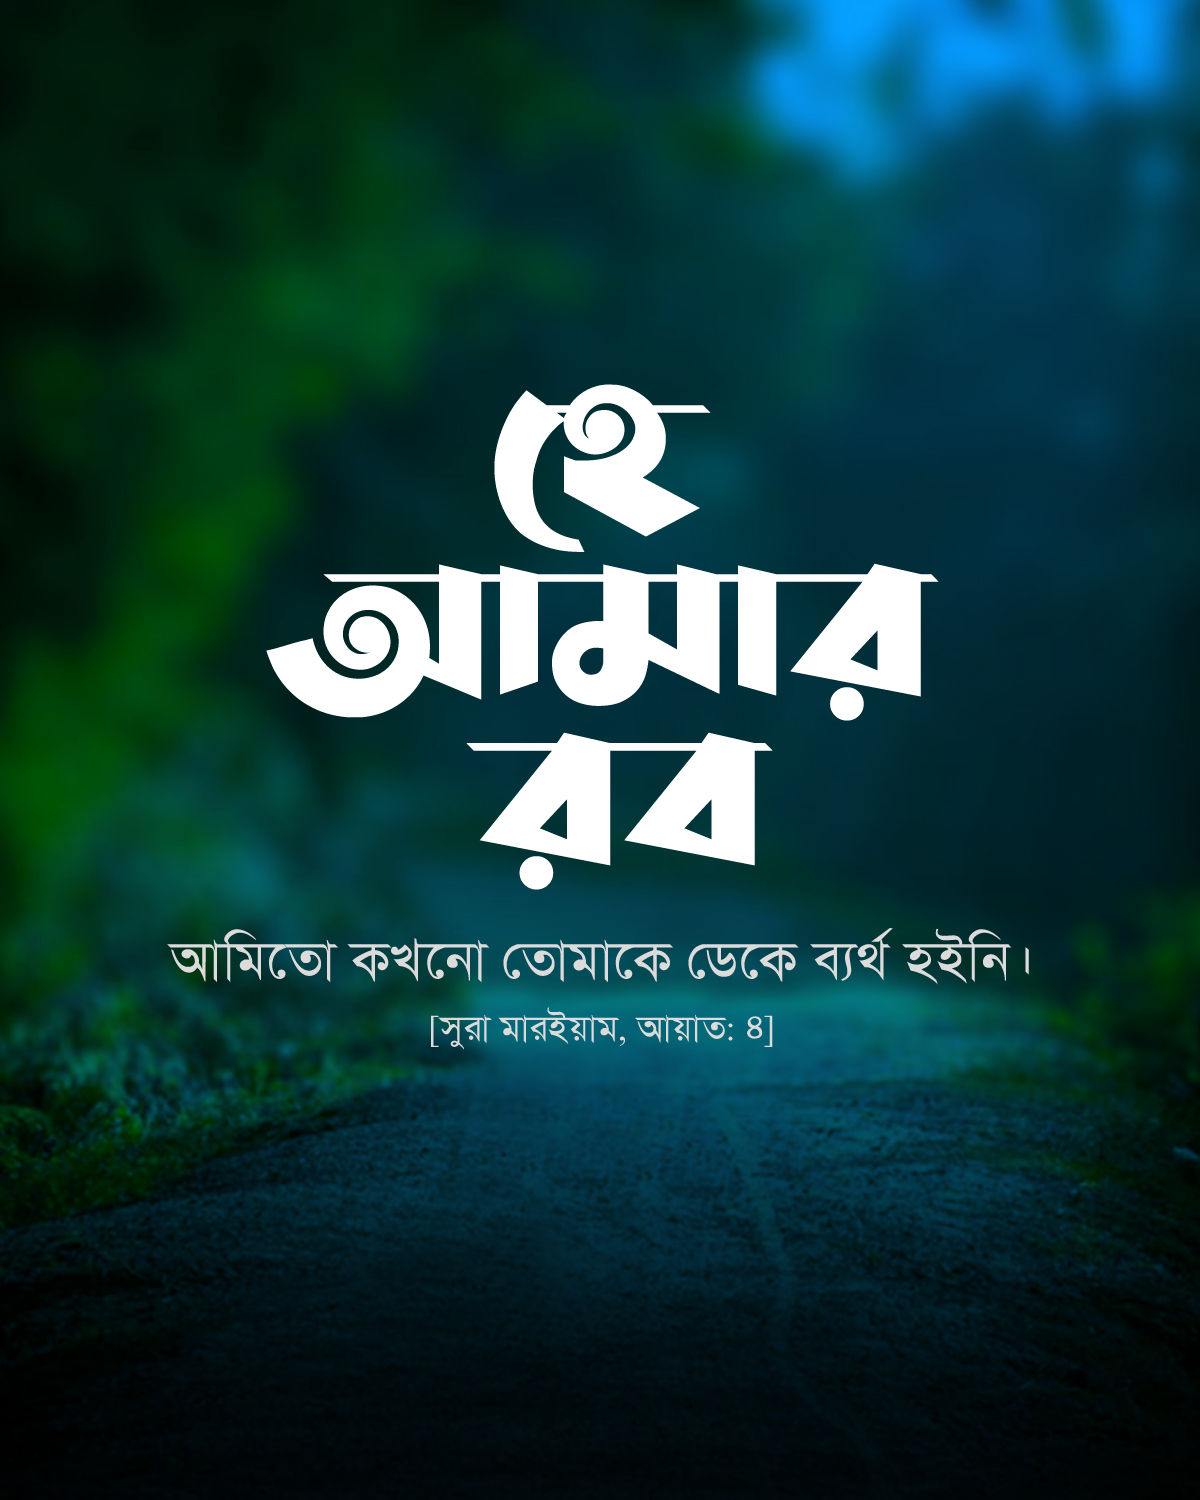 হে
আমার
রব
আমিতো কখনো তোমাকে ডেকে ব্যর্থ হইনি।
[সুরা মারইয়াম, আয়াত: ৪]